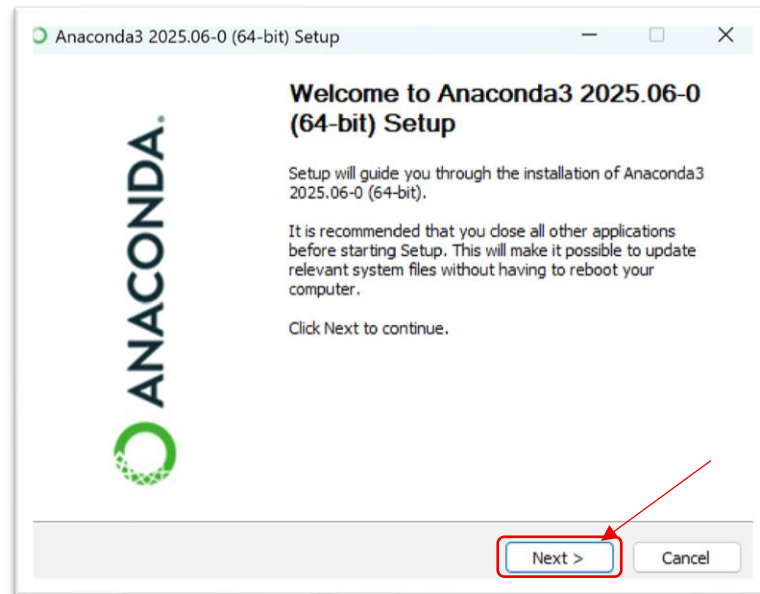 Anaconda3 2025.06-0 (64-bit) Setup
Welcome to Anaconda3 2025.06-0
(64-bit) Setup
Setup will guide you through the installation of Anaconda3
2025.06-0 (64-bit).
It is recommended that you close all other applications
before starting Setup. This will make it possible to update
relevant system files without having to reboot your
computer.
Click Next to continue.
ANACONDA.
Next >
Cancel